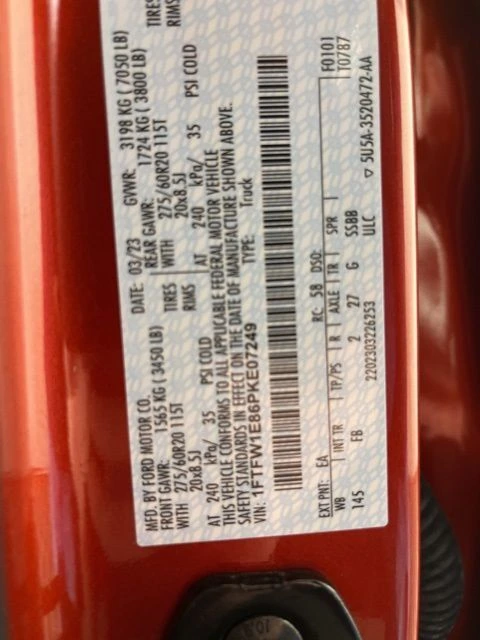 MFD. BY FORD MOTOR CO. DATE: 03/23 GVWR: 3198 KG ( 7050 LB)
FRONT GAWR: 1565 KG ( 3450 LB) REAR GAWR: 1724 KG ( 3800 LB)
WITH 275/60R20 115T TIRES WITH 275/60R20 115T TIRES
20x8.5J RIMS 20x8.5J RIMS
AT 240 kPa/ 35 PSI COLD AT 240 kPa/ 35 PSI COLD
THIS VEHICLE CONFORMS TO ALL APPLICABLE FEDERAL MOTOR VEHICLE
SAFETY STANDARDS IN EFFECT ON THE DATE OF MANUFACTURE SHOWN ABOVE.
VIN: 1FTFW1E86PKE07249 TYPE: Truck
F0101
T0787
EXT PNT: EA RC: 58 DSO:
WB INT TR TP/PS R AXLE TR SPR
145 FB 2 27 G SSBB
2202303226253 ULC
▽ 5U5A-3520472-AA